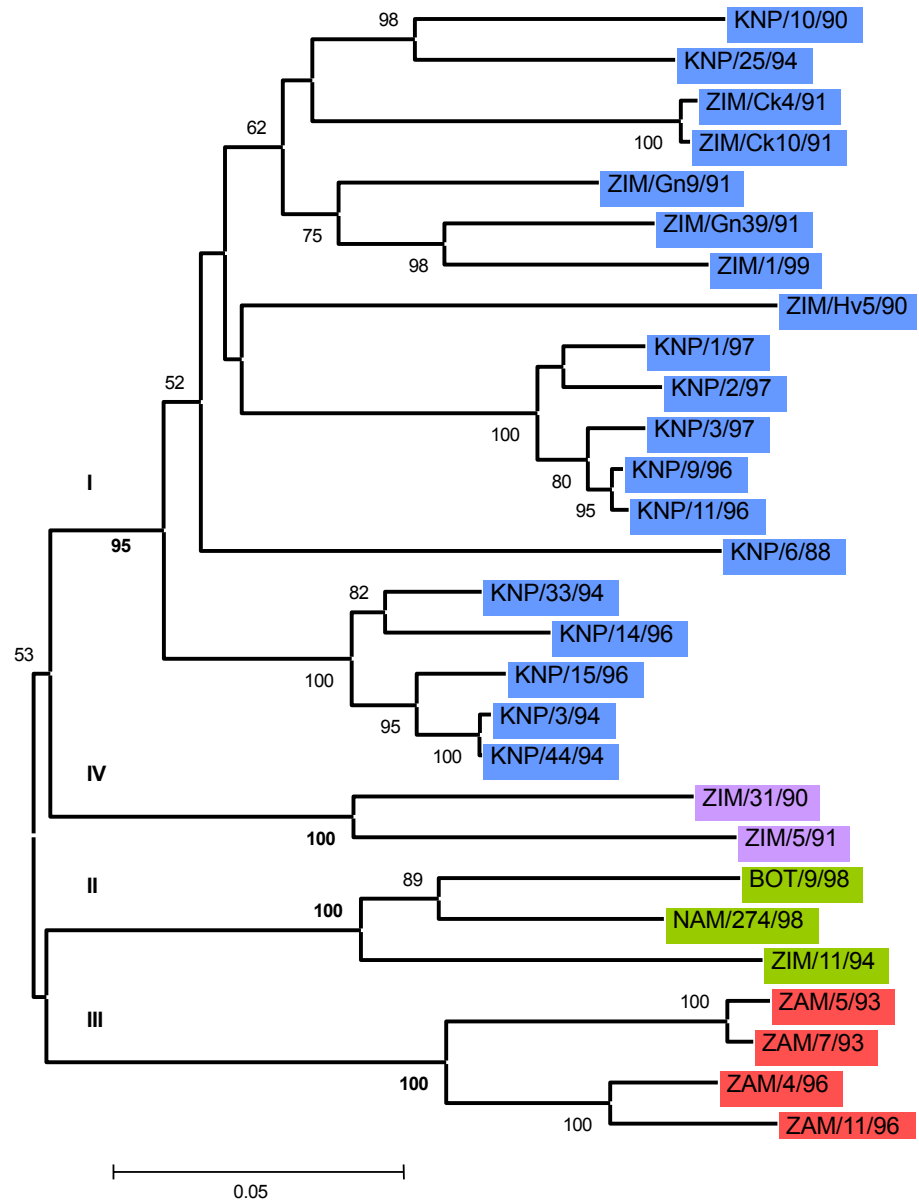 98
KNP/10/90
KNP/25/94
ZIM/Ck4/91
62
100
ZIM/Ck10/91
ZIM/Gn9/91
ZIM/Gn39/91
75
98
ZIM/1/99
ZIM/Hv5/90
KNP/1/97
52
KNP/2/97
100
KNP/3/97
KNP/9/96
80
I
95
KNP/11/96
95
KNP/6/88
82
KNP/33/94
KNP/14/96
53
100
KNP/15/96
KNP/3/94
95
100
KNP/44/94
IV
ZIM/31/90
100
ZIM/5/91
II
89
BOT/9/98
100
NAM/274/98
ZIM/11/94
100
ZAM/5/93
III
ZAM/7/93
100
ZAM/4/96
100
ZAM/11/96
0.05